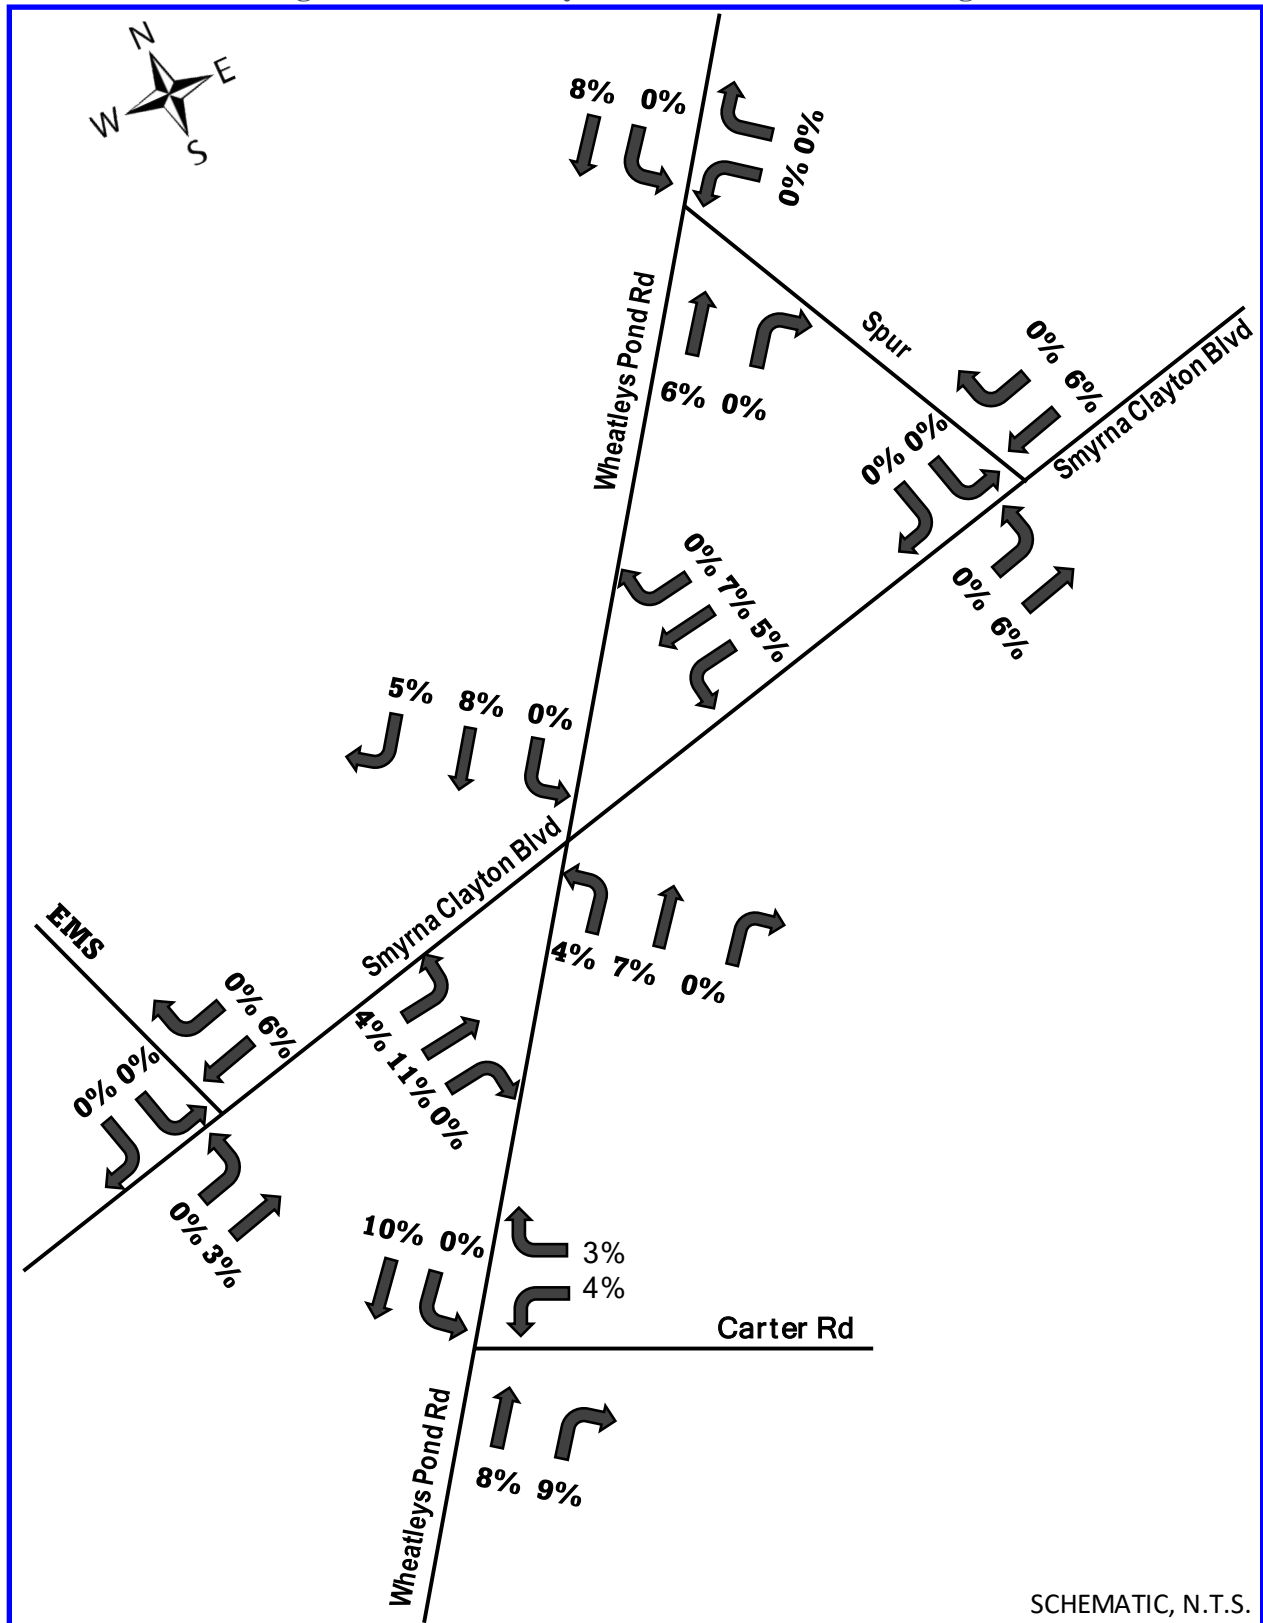 N
E
W
S
8% 0%
0% 0%
Wheatleys Pond Rd
6% 0%
Spur
0% 6%
Smyrna Clayton Blvd
0% 0%
0% 6%
0% 7% 5%
5% 8% 0%
Smyrna Clayton Blvd
4% 7% 0%
EMS
0% 6%
0% 0%
4% 11% 0%
0% 3%
10% 0%
3%
4%
Carter Rd
Wheatleys Pond Rd
8% 9%
SCHEMATIC, N.T.S.